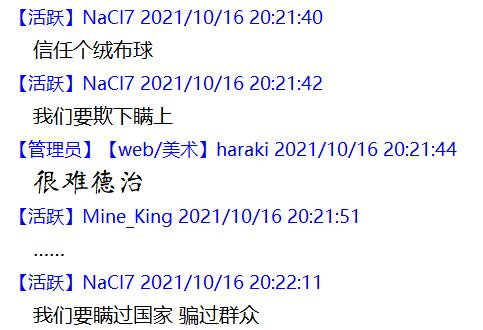 【活跃】NaCl7 2021/10/16 20:21:40
信任个绒布球
【活跃】NaCl7 2021/10/16 20:21:42
我们要欺下瞒上
【管理员】【web/美术】haraki 2021/10/16 20:21:44
很难德治
【活跃】Mine_King 2021/10/16 20:21:51
......
【活跃】NaCl7 2021/10/16 20:22:11
我们要瞒过国家 骗过群众